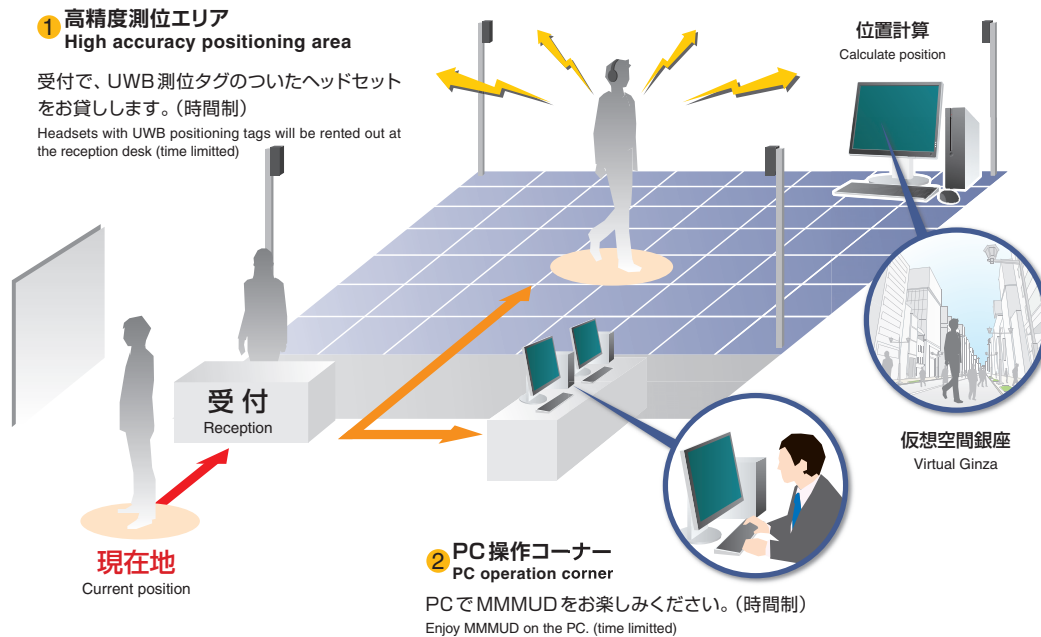 1 高精度測位エリア
High accuracy positioning area
受付で、UWB測位タグのついたヘッドセット
をお貸しします。(時間制)
Headsets with UWB positioning tags will be rented out at
the reception desk (time limitted)
位置計算
Calculate position
受付
Reception
仮想空間銀座
Virtual Ginza
現在地
Current position
2 PC操作コーナー
PC operation corner
PCでMMMUDをお楽しみください。(時間制)
Enjoy MMMUD on the PC. (time limitted)